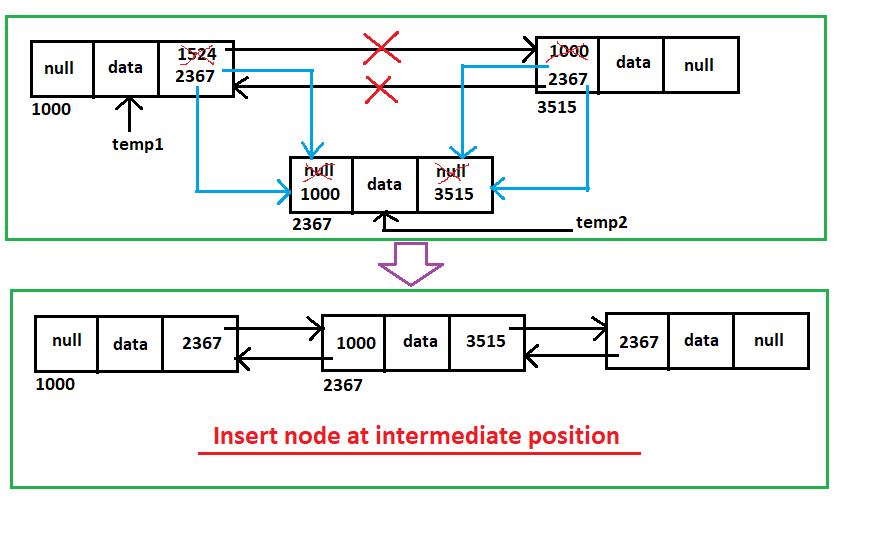 null data 1524 2367
1000
temp1
1000 2367 data null
3515
null 1000 data null 3515
2367
temp2
null data 2367
1000
1000 data 3515
2367
2367 data null
Insert node at intermediate position